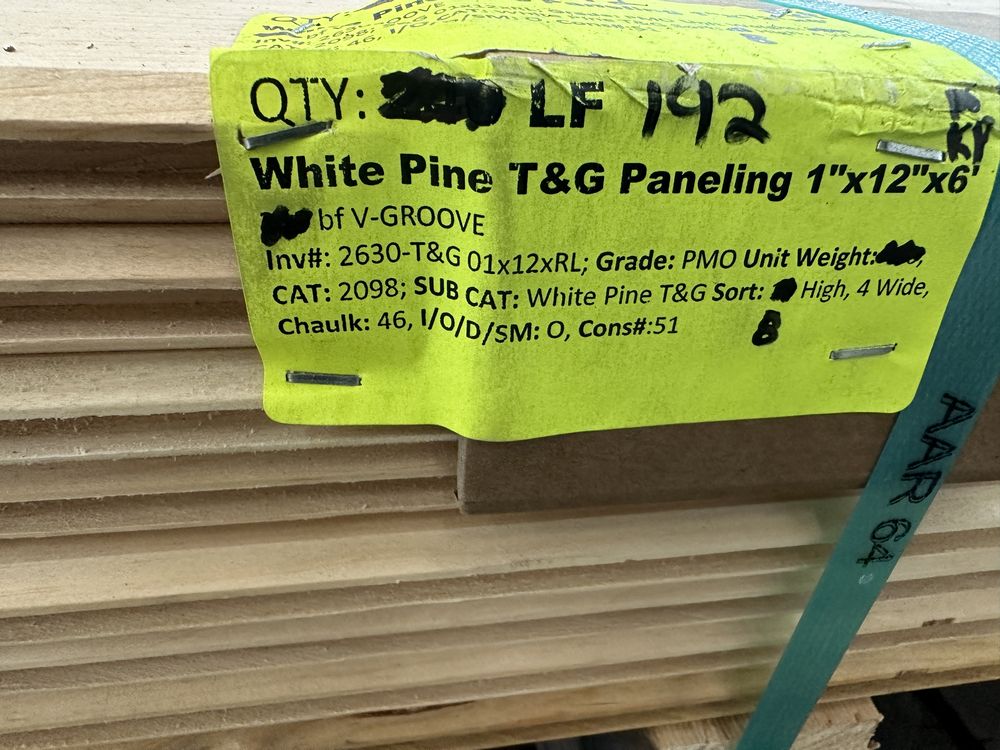 QTY: LF 192
KP
White Pine T&G Paneling 1"x12"x6'
bf V-GROOVE
Inv#: 2630-T&G 01x12xRL; Grade: PMO Unit Weight: ,
CAT: 2098; SUB CAT: White Pine T&G Sort: High, 4 Wide,
8
Chaulk: 46, I/O/D/SM: O, Cons#:51
AAR 64